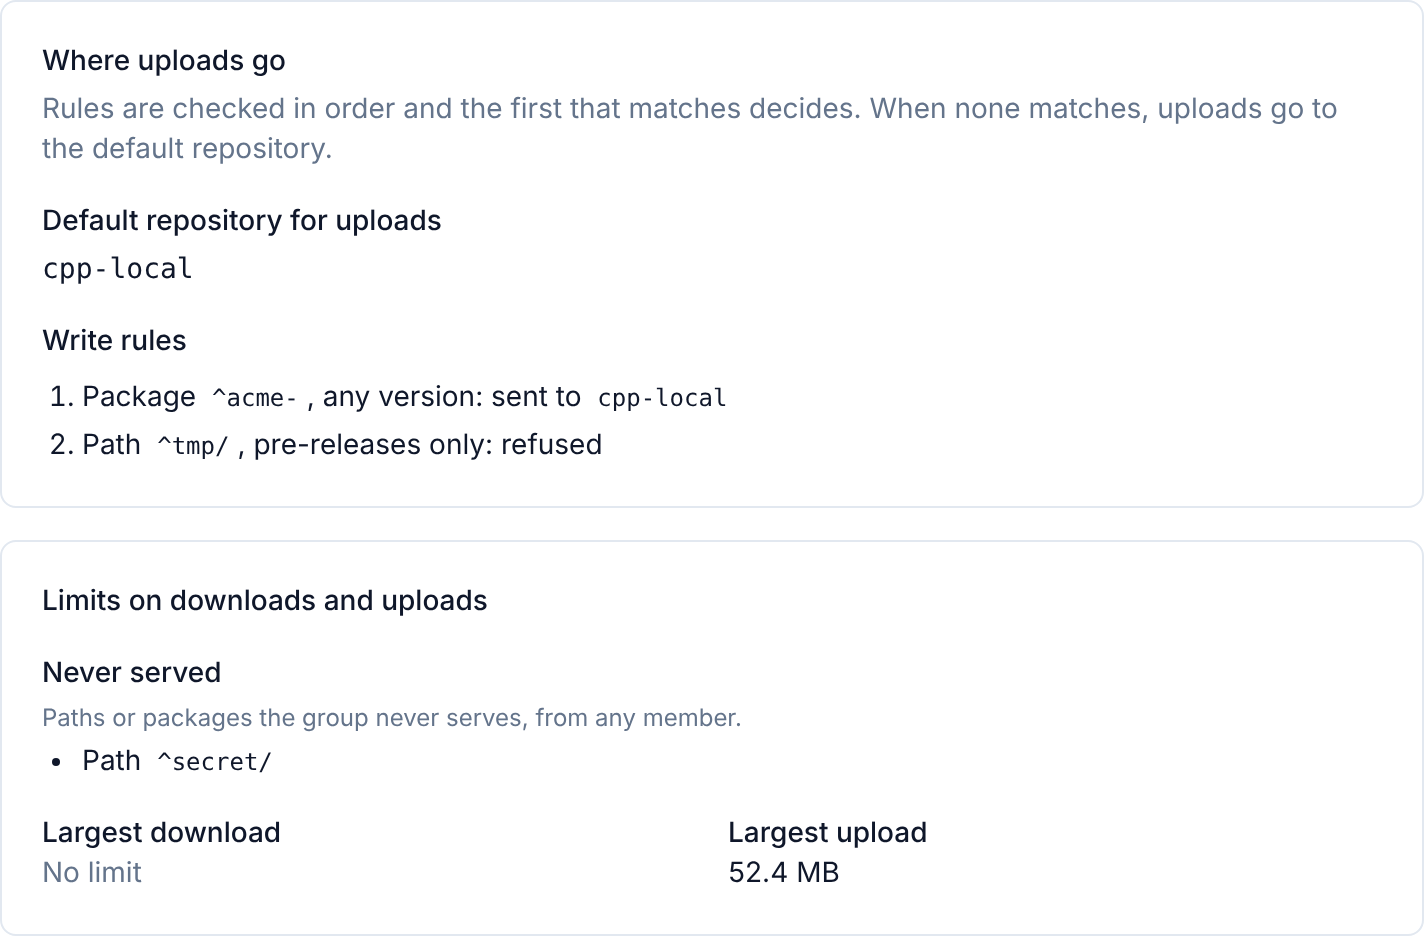 Where uploads go
Rules are checked in order and the first that matches decides. When none matches, uploads go to
the default repository.
Default repository for uploads
cpp-local
Write rules
1. Package ^acme- , any version: sent to cpp-local
2. Path ^tmp/ , pre-releases only: refused
Limits on downloads and uploads
Never served
Paths or packages the group never serves, from any member.
• Path ^secret/
Largest download
No limit
Largest upload
52.4 MB